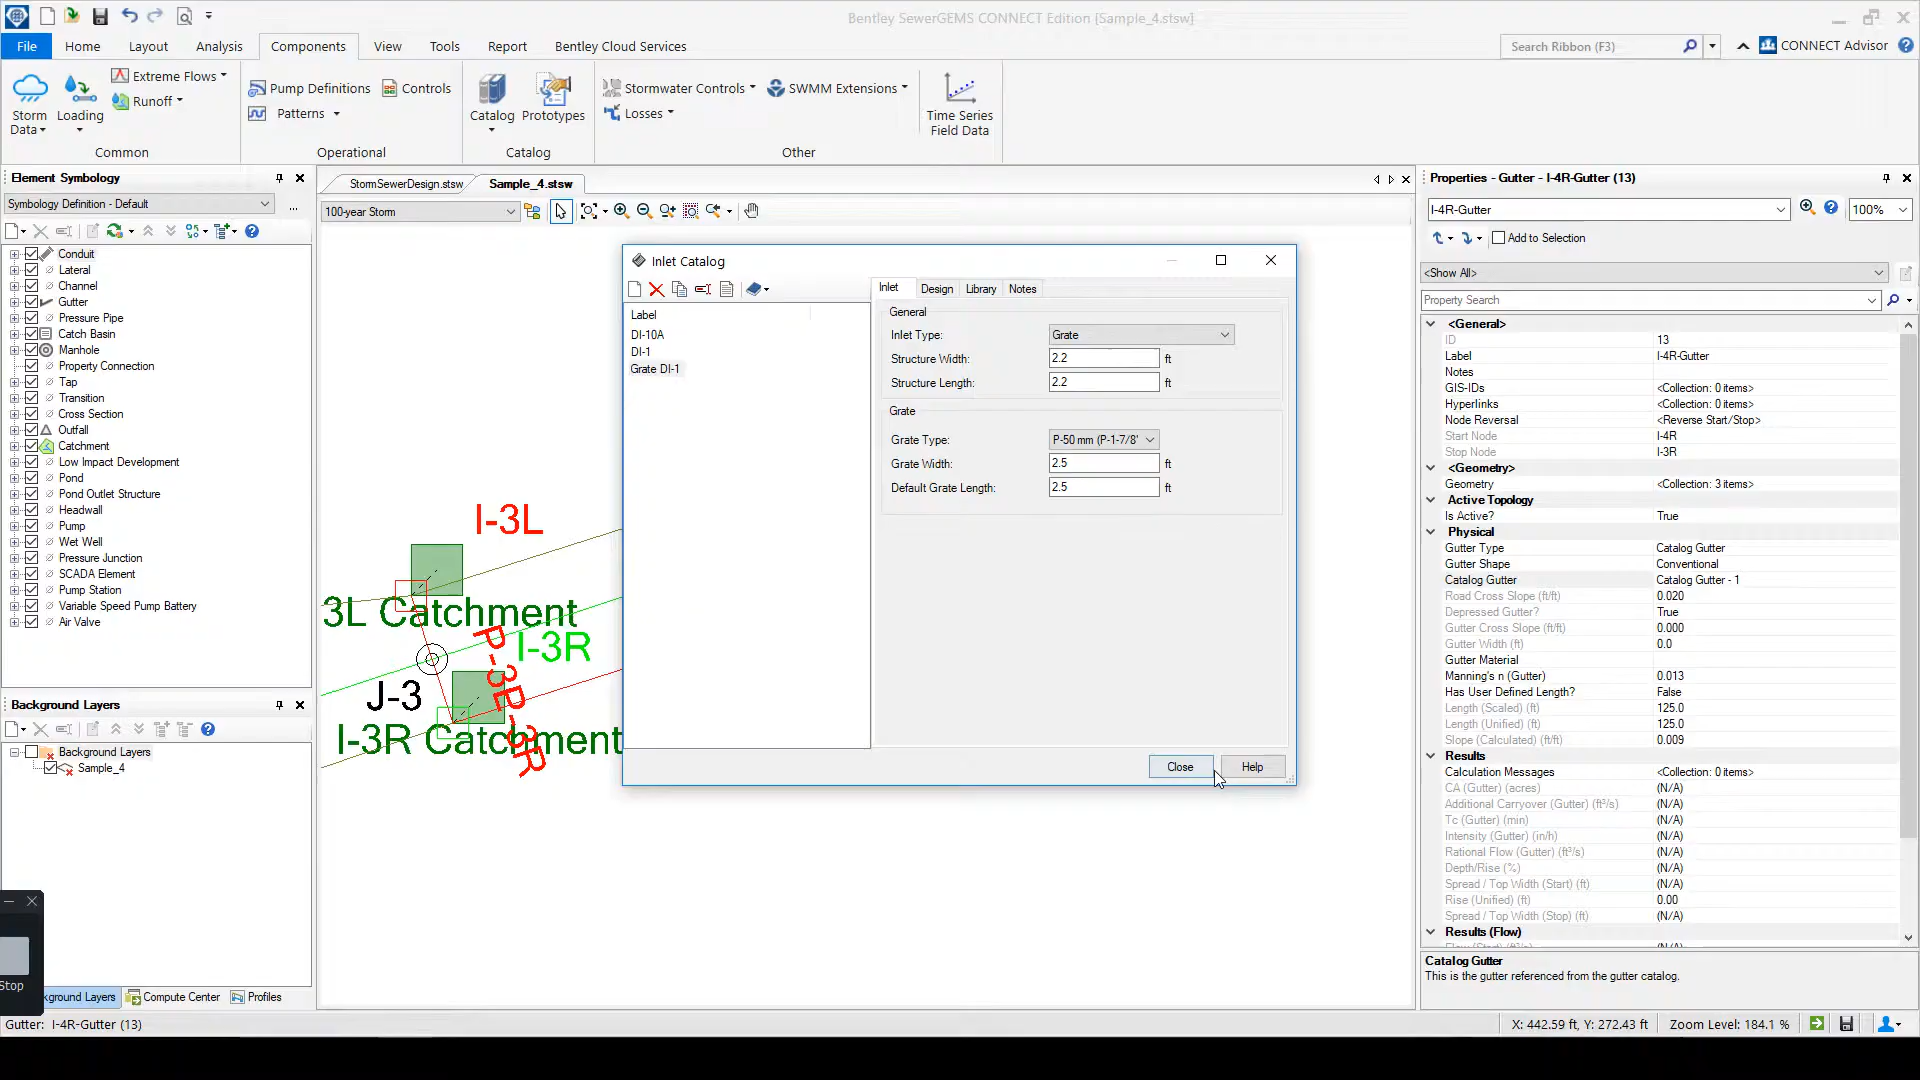 Bentley SewerGEMS CONNECT Edition [Sample_4.stsw]
File Home Layout Analysis Components View Tools Report Bentley Cloud Services
Search Ribbon (F3) CONNECT Advisor
Storm Data
Loading
Extreme Flows
Runoff
Common
Pump Definitions Controls
Patterns
Operational
Catalog Prototypes
Catalog
Stormwater Controls SWMM Extensions
Losses
Time Series Field Data
Other
Element Symbology
Symbology Definition - Default
...
Conduit
Lateral
Channel
Gutter
Pressure Pipe
Catch Basin
Manhole
Property Connection
Tap
Transition
Cross Section
Outfall
Catchment
Low Impact Development
Pond
Pond Outlet Structure
Headwall
Pump
Wet Well
Pressure Junction
SCADA Element
Pump Station
Variable Speed Pump Battery
Air Valve
Background Layers
Background Layers
Sample_4
Stop
kground Layers Compute Center Profiles
StormSewerDesign.stsw Sample_4.stsw
100-year Storm
I-3L
3L Catchment
I-3R
J-3
I-3R Catchment
Inlet Catalog
Label
DI-10A
DI-1
Grate DI-1
Inlet Design Library Notes
General
Inlet Type: Grate
Structure Width: 2.2 ft
Structure Length: 2.2 ft
Grate
Grate Type: P-50 mm (P-1-7/8'
Grate Width: 2.5 ft
Default Grate Length: 2.5 ft
Close Help
Properties - Gutter - I-4R-Gutter (13)
I-4R-Gutter 100%
Add to Selection
<Show All>
Property Search
<General>
ID 13
Label I-4R-Gutter
Notes
GIS-IDs <Collection: 0 items>
Hyperlinks <Collection: 0 items>
Node Reversal <Reverse Start/Stop>
Start Node I-4R
Stop Node I-3R
<Geometry>
Geometry <Collection: 3 items>
Active Topology
Is Active? True
Physical
Gutter Type Catalog Gutter
Gutter Shape Conventional
Catalog Gutter Catalog Gutter - 1
Road Cross Slope (ft/ft) 0.020
Depressed Gutter? True
Gutter Cross Slope (ft/ft) 0.000
Gutter Width (ft) 0.0
Gutter Material
Manning's n (Gutter) 0.013
Has User Defined Length? False
Length (Scaled) (ft) 125.0
Length (Unified) (ft) 125.0
Slope (Calculated) (ft/ft) 0.009
Results
Calculation Messages <Collection: 0 items>
CA (Gutter) (acres) (N/A)
Additional Carryover (Gutter) (ft³/s) (N/A)
Tc (Gutter) (min) (N/A)
Intensity (Gutter) (in/h) (N/A)
Rational Flow (Gutter) (ft³/s) (N/A)
Depth/Rise (%) (N/A)
Spread / Top Width (Start) (ft) (N/A)
Rise (Unified) (ft) 0.00
Spread / Top Width (Stop) (ft) (N/A)
Results (Flow)
Catalog Gutter
This is the gutter referenced from the gutter catalog.
Gutter: I-4R-Gutter (13)
X: 442.59 ft, Y: 272.43 ft Zoom Level: 184.1 %